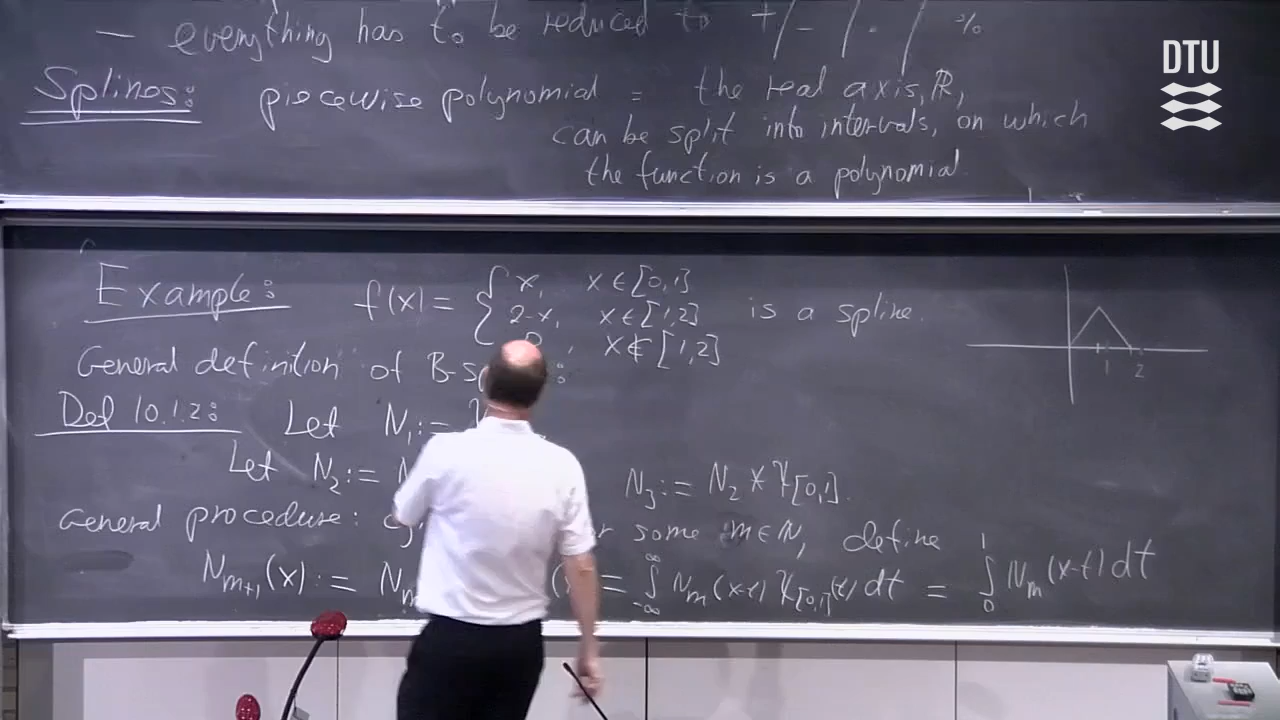 — everything has to be reduced to +/- / · / %
Splines: piecewise polynomial = the real axis, ℝ,
can be split into intervals, on which
the function is a polynomial.
DTU
Example: f(x) = { x, x ∈ [0,1]
2-x, x ∈ [1,2]
0, x ∉ [1,2]
is a spline.
1 2
General definition of B-sp :
Def 10.1.2: Let N₁ :=
Let N₂ := N₃ := N₂ * χ[0,1].
General procedure: some m ∈ ℕ, define
N_{m+1}(x) := N_m = ∫_{-∞}^{∞} N_m(x-t) χ_{[0,1]}(t) dt = ∫_0^1 N_m(x-t) dt